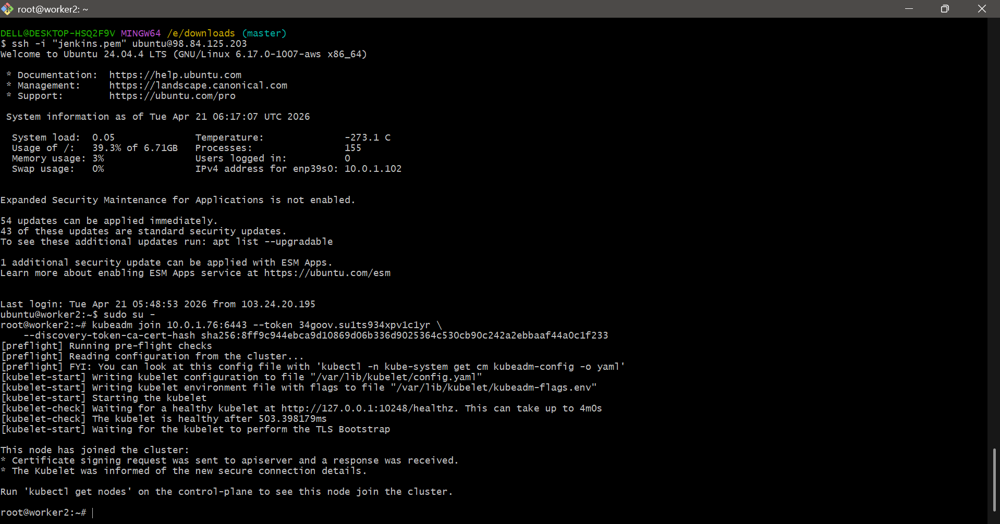 root@worker2: ~
DELL@DESKTOP-HSQ2F9V MINGW64 /e/downloads (master)
$ ssh -i "jenkins.pem" ubuntu@98.84.125.203
Welcome to Ubuntu 24.04.4 LTS (GNU/Linux 6.17.0-1007-aws x86_64)
* Documentation:  https://help.ubuntu.com
* Management:     https://landscape.canonical.com
* Support:        https://ubuntu.com/pro
System information as of Tue Apr 21 06:17:07 UTC 2026
System load:  0.05              Temperature:              -273.1 C
Usage of /:   39.3% of 6.71GB   Processes:                155
Memory usage: 3%                Users logged in:          0
Swap usage:   0%                IPv4 address for enp39s0: 10.0.1.102
Expanded Security Maintenance for Applications is not enabled.
54 updates can be applied immediately.
43 of these updates are standard security updates.
To see these additional updates run: apt list --upgradable
1 additional security update can be applied with ESM Apps.
Learn more about enabling ESM Apps service at https://ubuntu.com/esm
Last login: Tue Apr 21 05:48:53 2026 from 103.24.20.195
ubuntu@worker2:~$ sudo su -
root@worker2:~# kubeadm join 10.0.1.76:6443 --token 34goov.su1ts934xpv1c1yr \
--discovery-token-ca-cert-hash sha256:8ff9c944ebca9d10869d06b336d9025364c530cb90c242a2ebbaaf44a0c1f233
[preflight] Running pre-flight checks
[preflight] Reading configuration from the cluster...
[preflight] FYI: You can look at this config file with 'kubectl -n kube-system get cm kubeadm-config -o yaml'
[kubelet-start] Writing kubelet configuration to file "/var/lib/kubelet/config.yaml"
[kubelet-start] Writing kubelet environment file with flags to file "/var/lib/kubelet/kubeadm-flags.env"
[kubelet-start] Starting the kubelet
[kubelet-check] Waiting for a healthy kubelet at http://127.0.0.1:10248/healthz. This can take up to 4m0s
[kubelet-check] The kubelet is healthy after 503.398179ms
[kubelet-start] Waiting for the kubelet to perform the TLS Bootstrap
This node has joined the cluster:
* Certificate signing request was sent to apiserver and a response was received.
* The Kubelet was informed of the new secure connection details.
Run 'kubectl get nodes' on the control-plane to see this node join the cluster.
root@worker2:~#